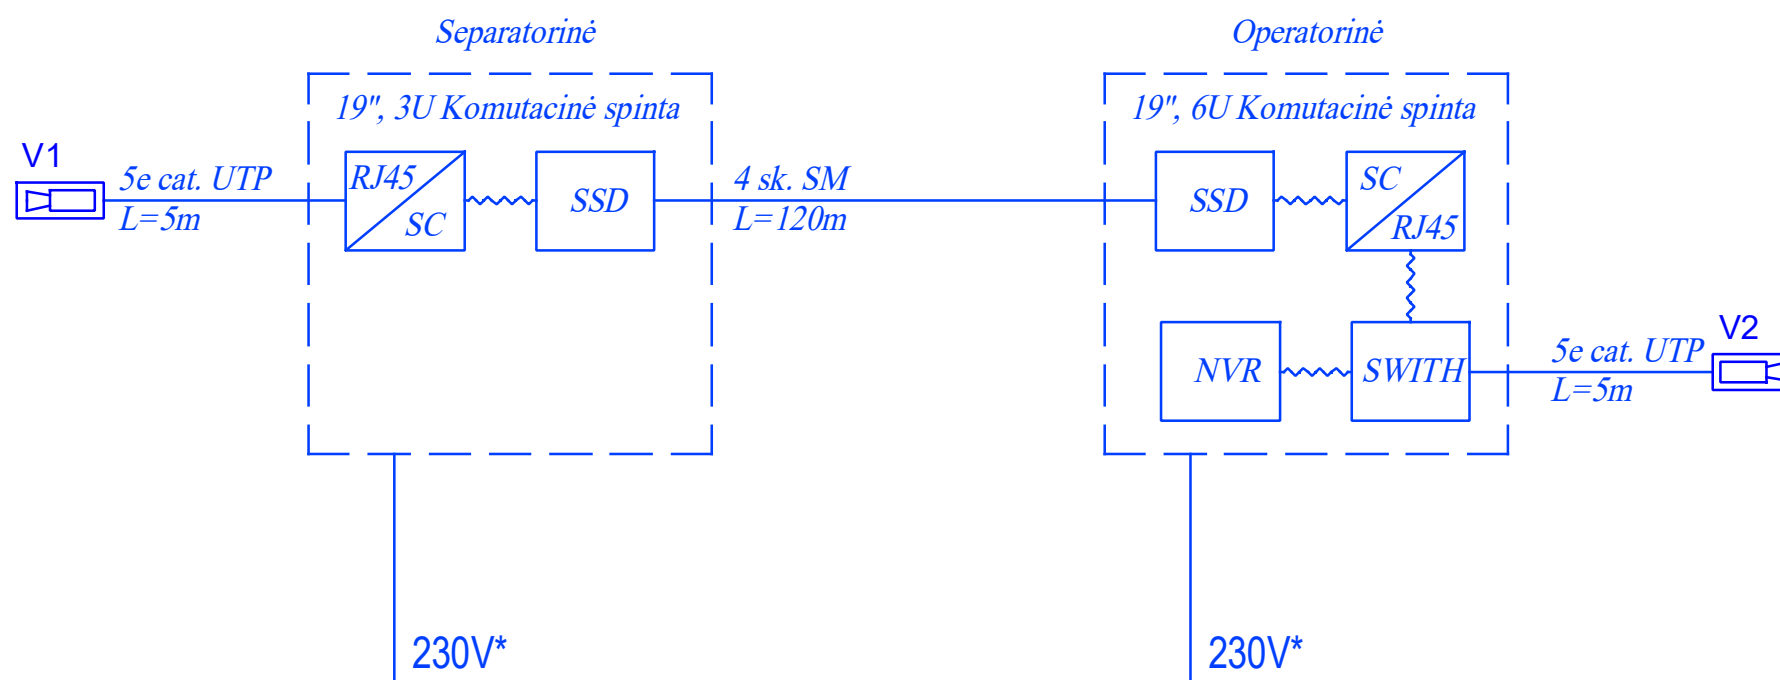 Separatorinė
Operatorinė
19", 3U Komutacinė spinta
19", 6U Komutacinė spinta
V1
5e cat. UTP
L=5m
RJ45
SC
SSD
4 sk. SM
L=120m
SSD
SC
RJ45
NVR
SWITH
5e cat. UTP
L=5m
V2
230V*
230V*